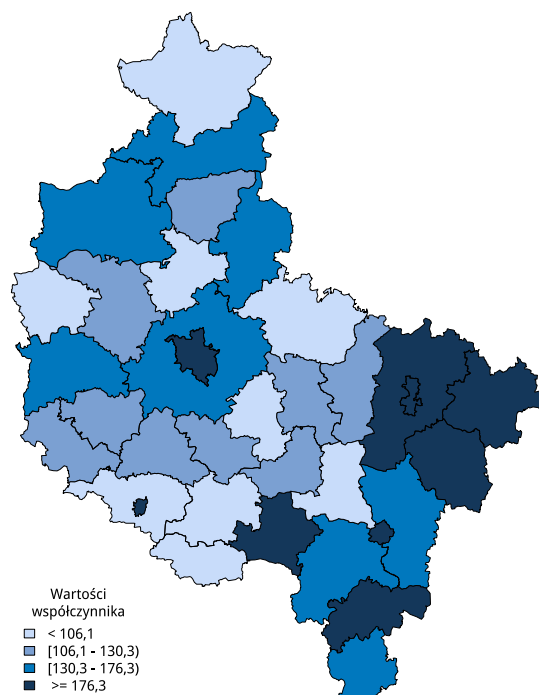 Wartości
współczynnika
< 106,1
[106,1 - 130,3)
[130,3 - 176,3)
>= 176,3